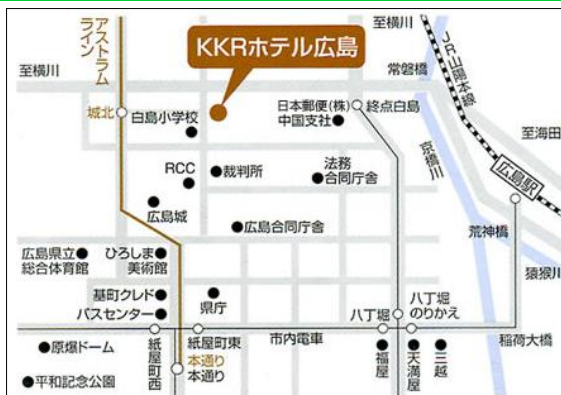 アストラム
ライン
KKRホテル広島
至横川
至横川
常磐橋
JR山陽本線
城北
白島小学校
日本郵便(株)
中国支社
終点白島
京橋川
至海田
広島駅
RCC
裁判所
法務
合同庁舎
広島城
広島合同庁舎
荒神橋
広島県立
総合体育館
ひろしま
美術館
猿猴川
基町クレド
バスセンター
県庁
八丁堀
八丁堀
のりかえ
原爆ドーム
紙屋町西
紙屋町東
市内電車
稲荷大橋
本通り
本通り
福屋
天満屋
三越
平和記念公園